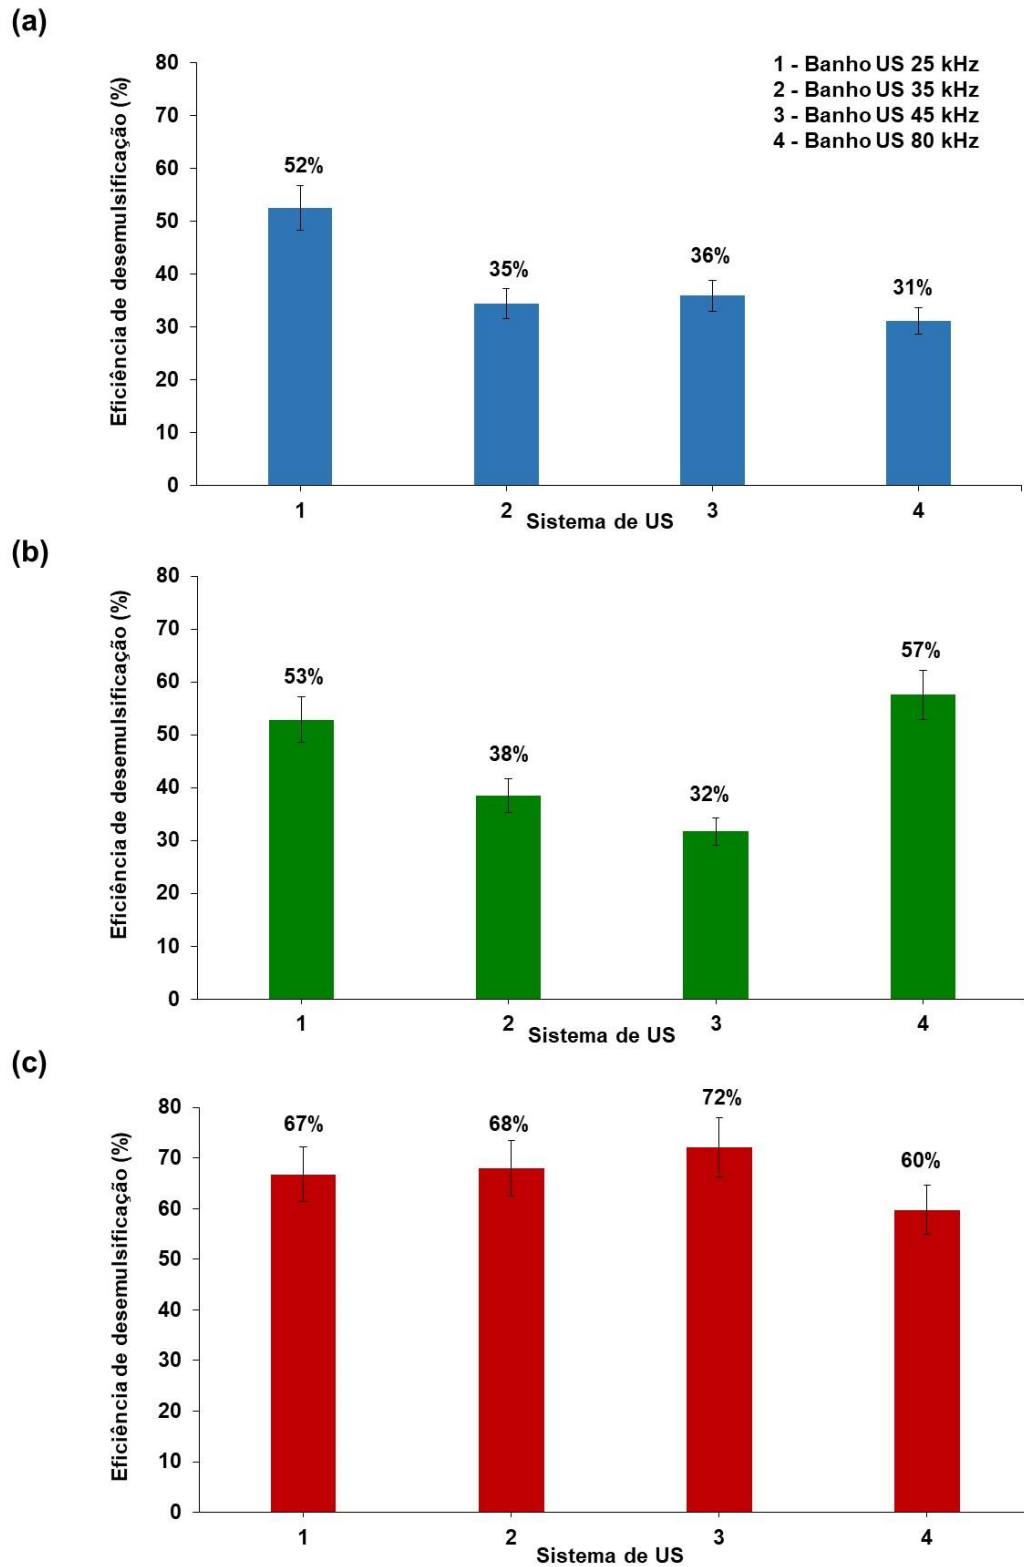 (a)
Eficiência de desemulsificação (%)
80
70
60
50
40
30
20
10
0
1 - Banho US 25 kHz
2 - Banho US 35 kHz
3 - Banho US 45 kHz
4 - Banho US 80 kHz
52%
35%
36%
31%
1 2 3 4
Sistema de US
(b)
Eficiência de desemulsificação (%)
80
70
60
50
40
30
20
10
0
53%
38%
32%
57%
1 2 3 4
Sistema de US
(c)
Eficiência de desemulsificação (%)
80
70
60
50
40
30
20
10
0
67%
68%
72%
60%
1 2 3 4
Sistema de US